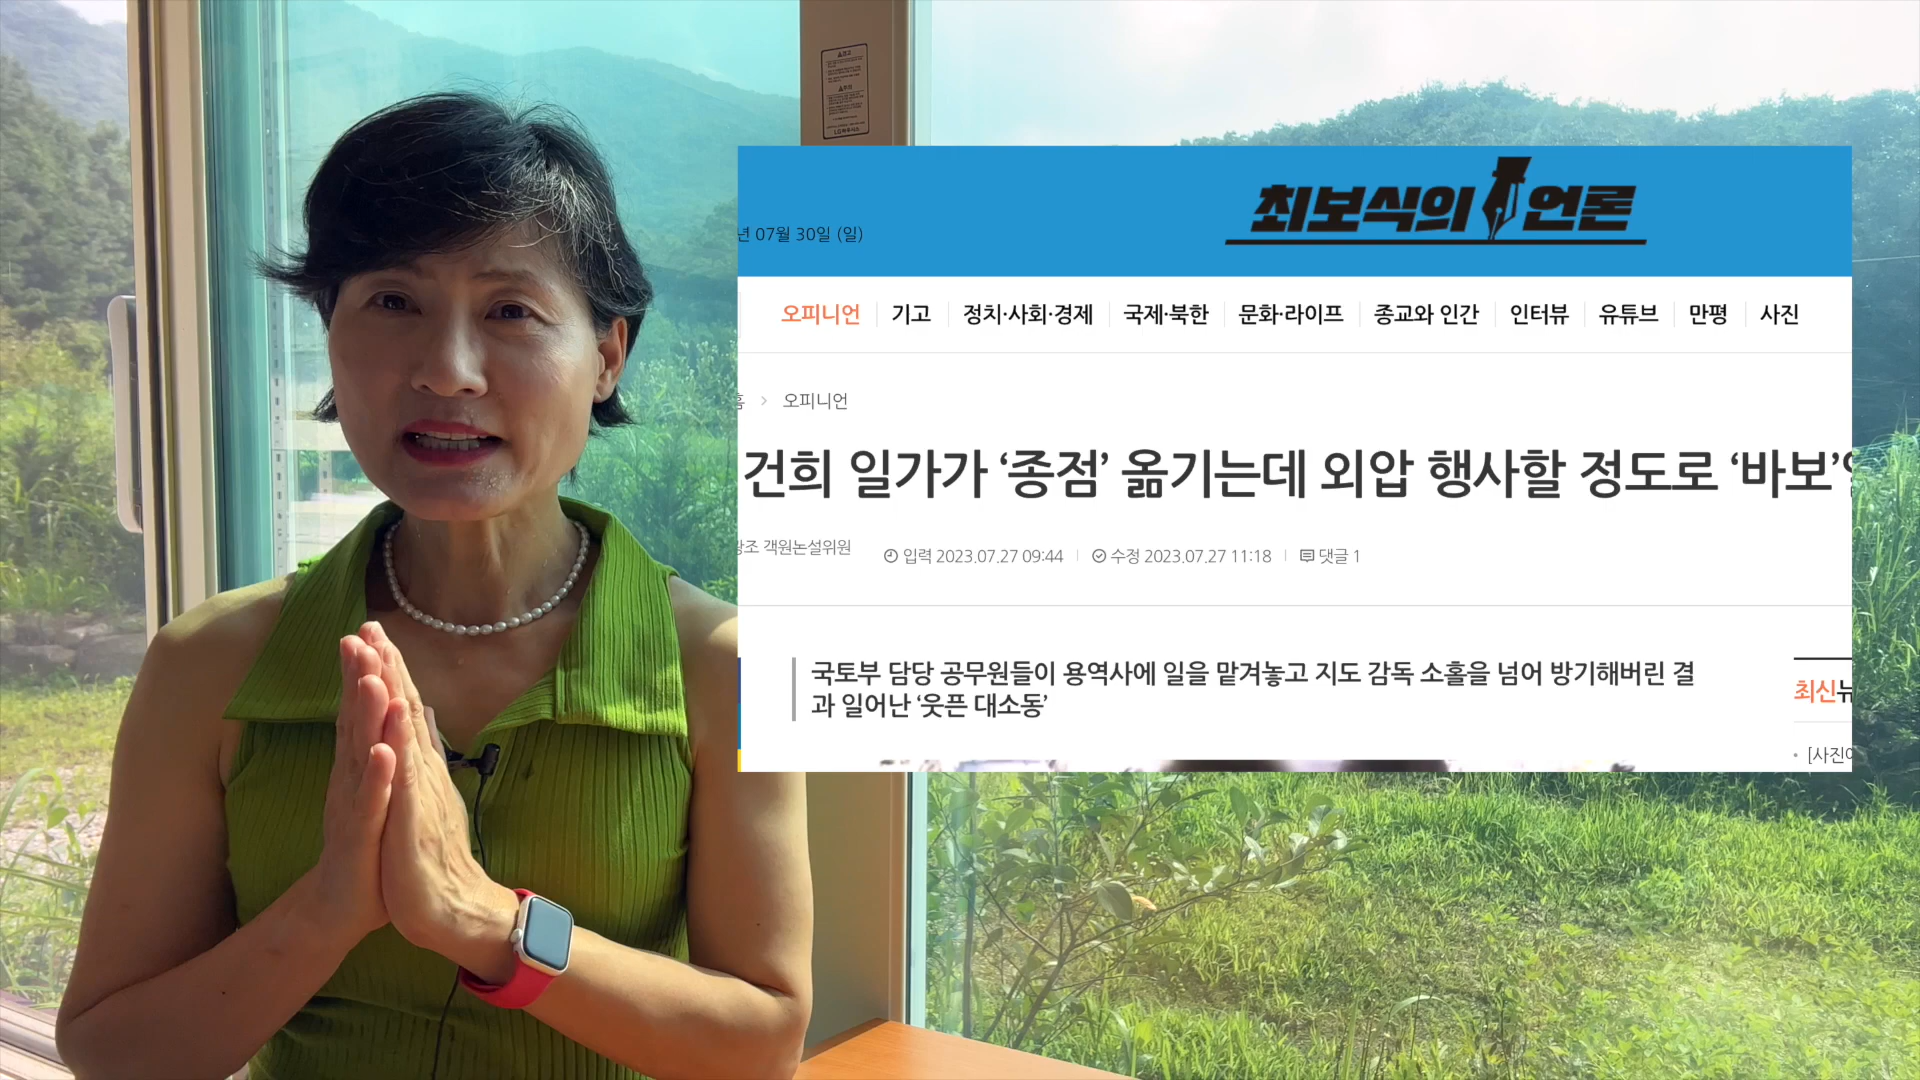 최보식의 언론
년 07월 30일 (일)
오피니언 기고 정치·사회·경제 국제·북한 문화·라이프 종교와 인간 인터뷰 유튜브 만평 사진
홈 > 오피니언
건희 일가가 ‘종점’ 옮기는데 외압 행사할 정도로 ‘바보’
왕조 객원논설위원 입력 2023.07.27 09:44 수정 2023.07.27 11:18 댓글 1
국토부 담당 공무원들이 용역사에 일을 맡겨놓고 지도 감독 소홀을 넘어 방기해버린 결
과 일어난 ‘웃픈 대소동’
최신뉴
[사진이